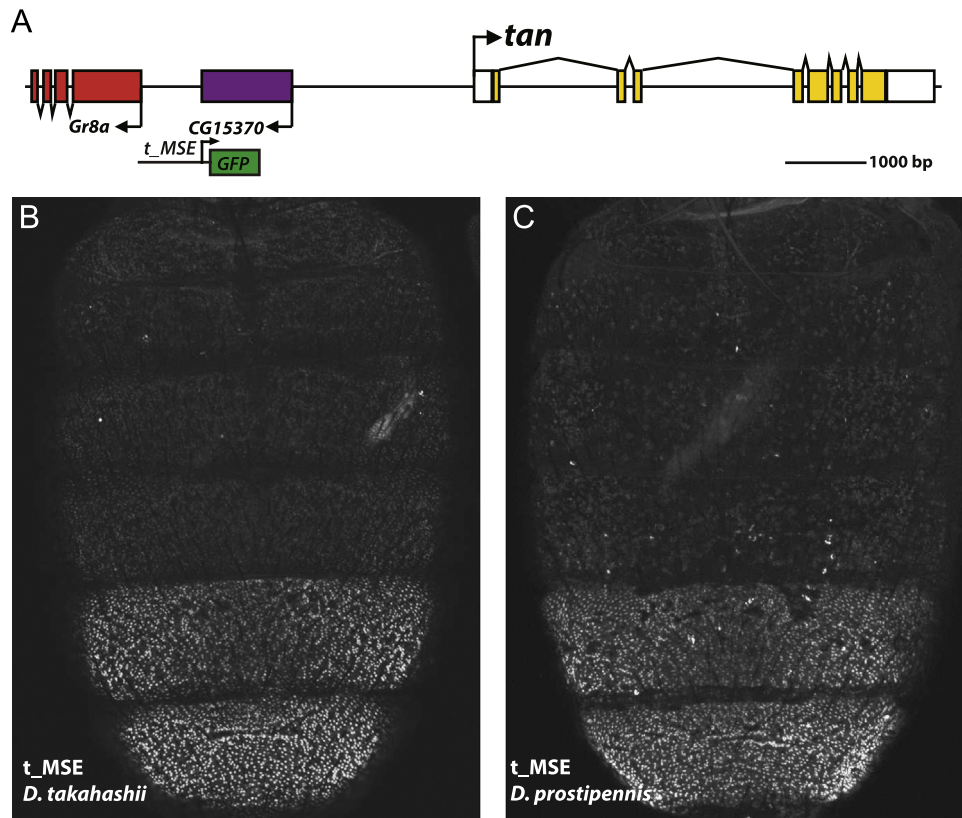 A
tan
Gr8a
CG15370
t_MSE
GFP
1000 bp
B
C
t_MSE
D. takahashii
t_MSE
D. prostipennis